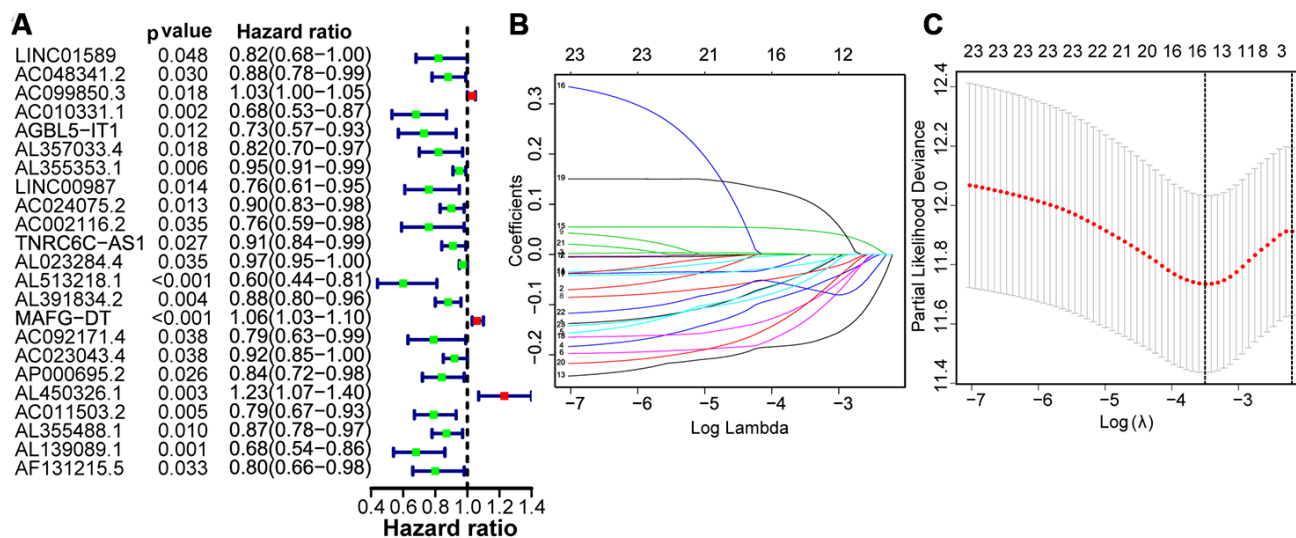 A
p value Hazard ratio
LINC01589 0.048 0.82(0.68−1.00)
AC048341.2 0.030 0.88(0.78−0.99)
AC099850.3 0.018 1.03(1.00−1.05)
AC010331.1 0.002 0.68(0.53−0.87)
AGBL5−IT1 0.012 0.73(0.57−0.93)
AL357033.4 0.018 0.82(0.70−0.97)
AL355353.1 0.006 0.95(0.91−0.99)
LINC00987 0.014 0.76(0.61−0.95)
AC024075.2 0.013 0.90(0.83−0.98)
AC002116.2 0.035 0.76(0.59−0.98)
TNRC6C−AS1 0.027 0.91(0.84−0.99)
AL023284.4 0.035 0.97(0.95−1.00)
AL513218.1 <0.001 0.60(0.44−0.81)
AL391834.2 0.004 0.88(0.80−0.96)
MAFG−DT <0.001 1.06(1.03−1.10)
AC092171.4 0.038 0.79(0.63−0.99)
AC023043.4 0.038 0.92(0.85−1.00)
AP000695.2 0.026 0.84(0.72−0.98)
AL450326.1 0.003 1.23(1.07−1.40)
AC011503.2 0.005 0.79(0.67−0.93)
AL355488.1 0.010 0.87(0.78−0.97)
AL139089.1 0.001 0.68(0.54−0.86)
AF131215.5 0.033 0.80(0.66−0.98)
0.4 0.6 0.8 1.0 1.2 1.4
Hazard ratio
B
23 23 21 16 12
Coefficients
0.3
0.2
0.1
0.0
−0.1
−0.2
16
19
15
9
21
3
2
8
22
4
18
6
20
13
−7 −6 −5 −4 −3
Log Lambda
C
23 23 23 23 23 22 21 20 16 16 13 118 3
Partial Likelihood Deviance
12.4
12.2
12.0
11.8
11.6
11.4
−7 −6 −5 −4 −3
Log (λ)